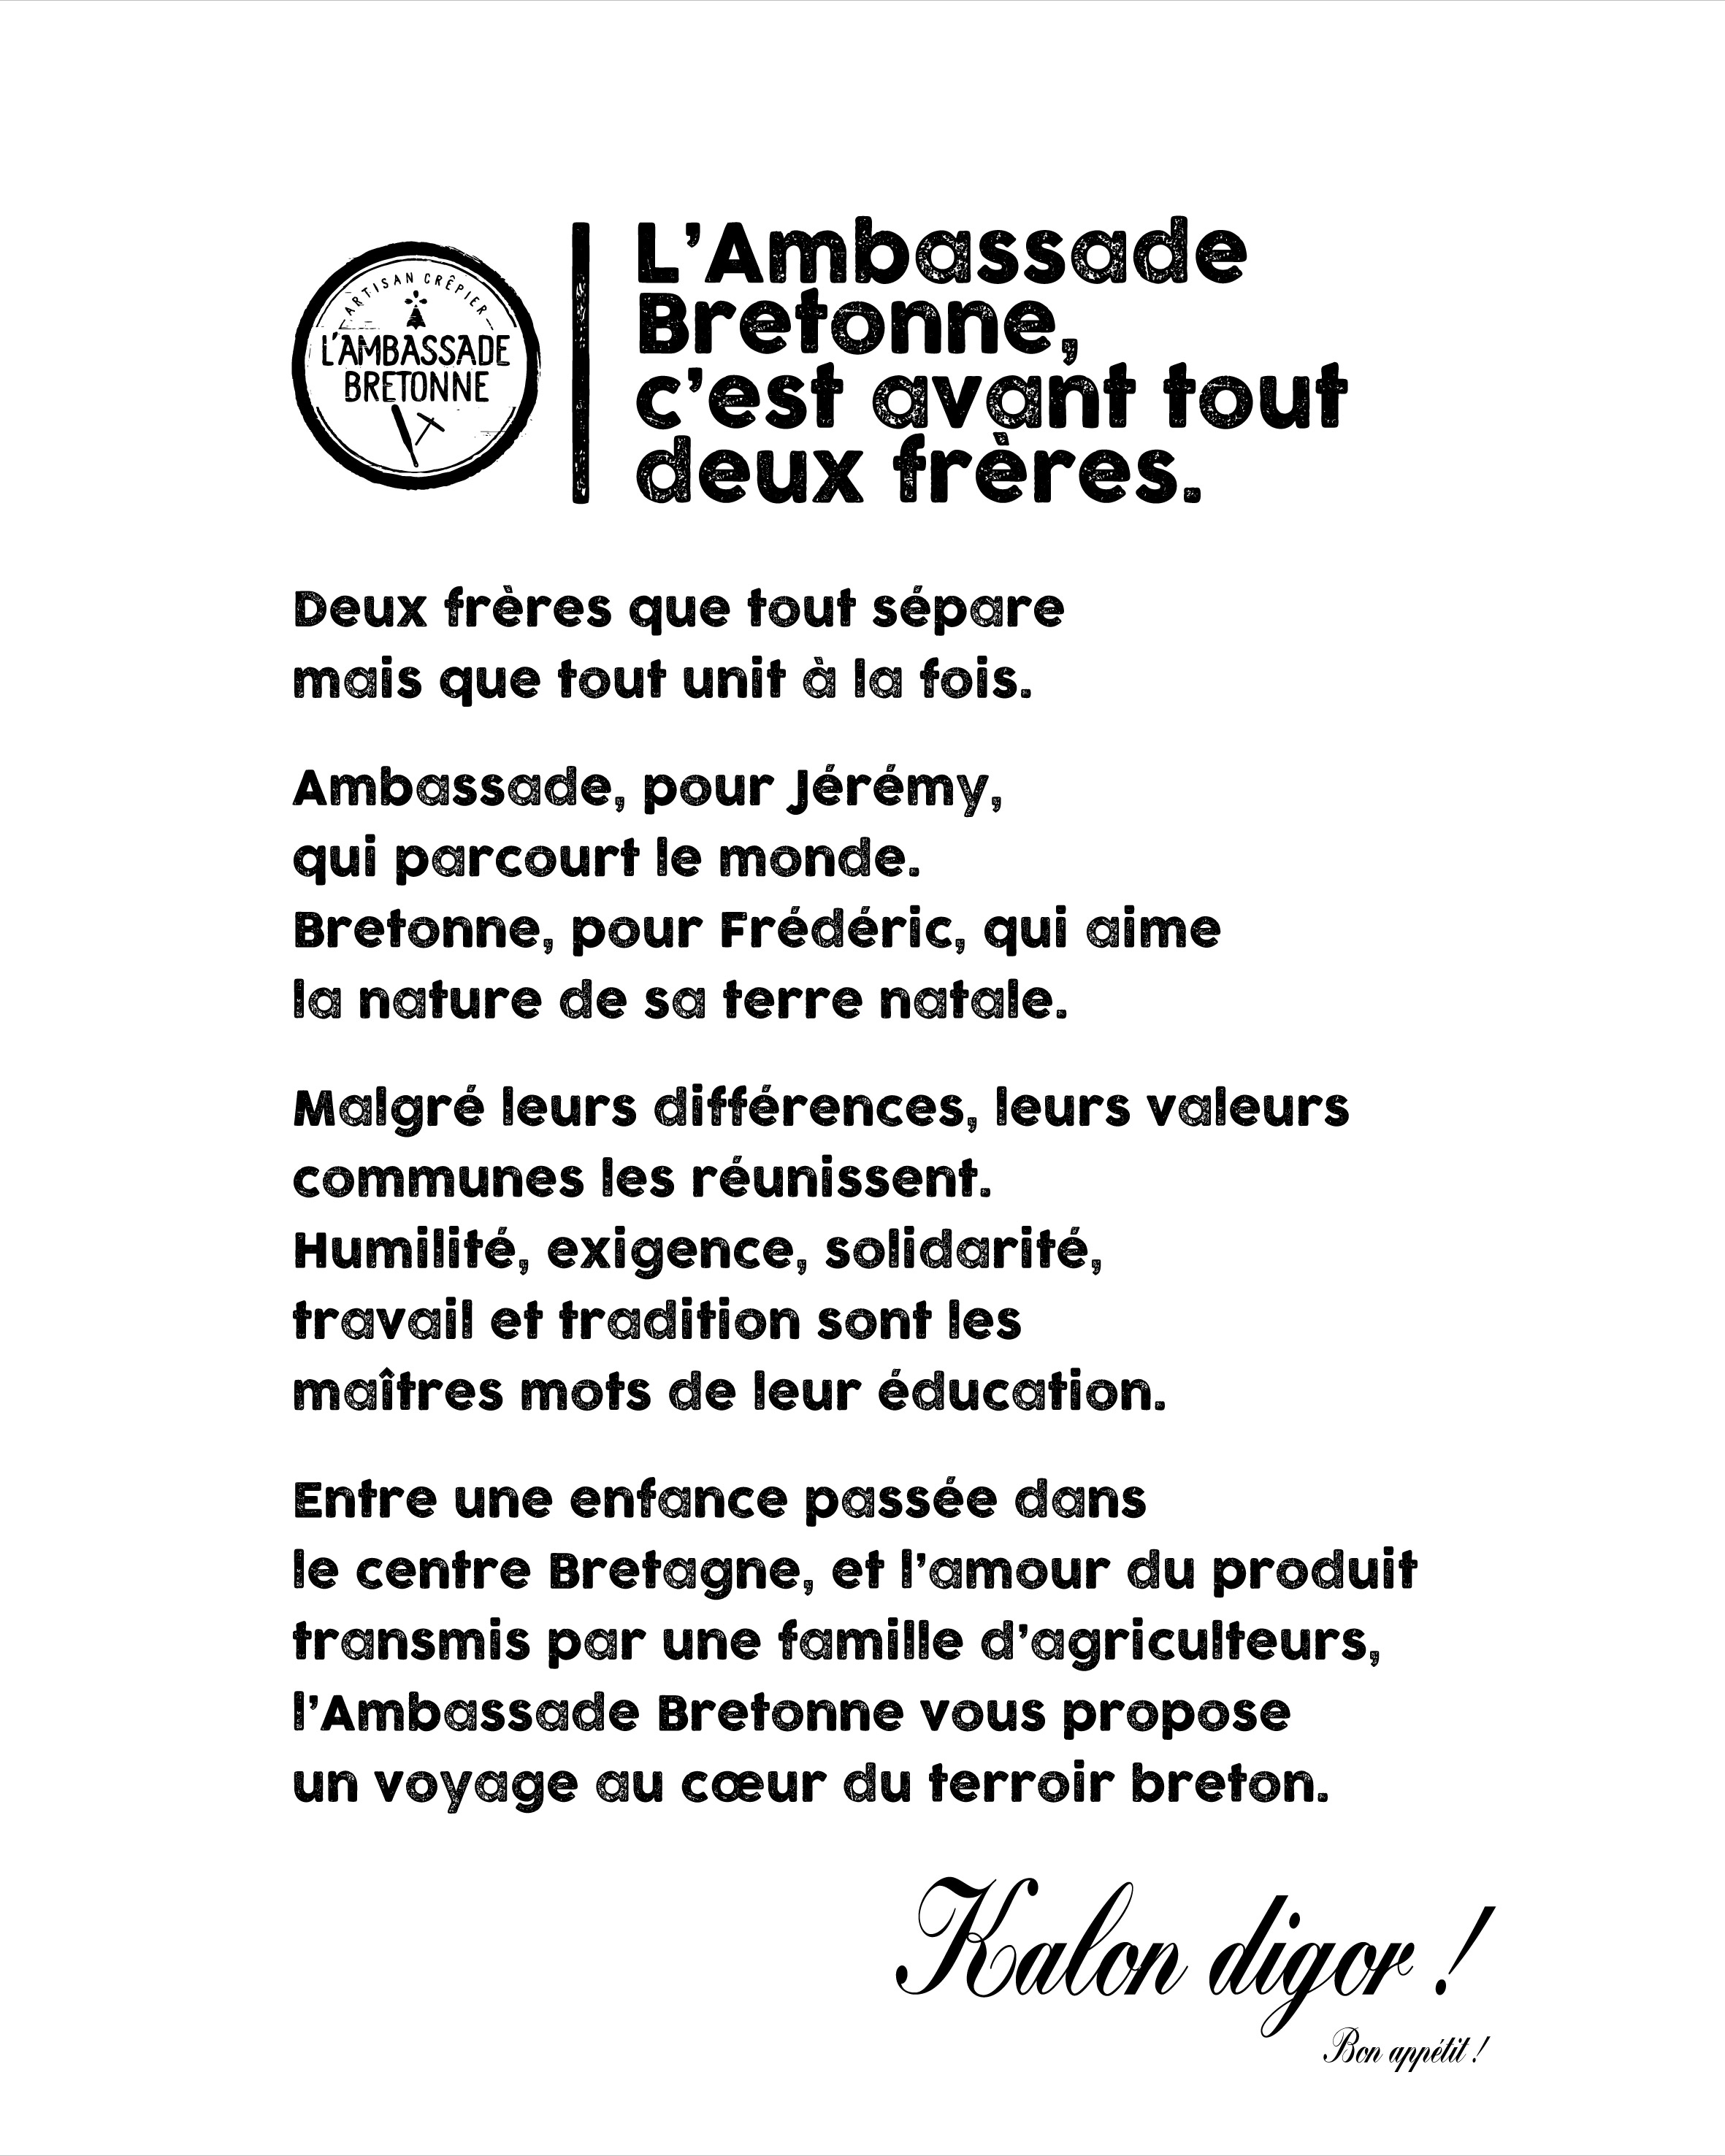 ARTISAN CRÊPIER
L'AMBASSADE
BRETONNE
L'Ambassade
Bretonne,
c'est avant tout
deux frères.
Deux frères que tout sépare
mais que tout unit à la fois.
Ambassade, pour Jérémy,
qui parcourt le monde.
Bretonne, pour Frédéric, qui aime
la nature de sa terre natale.
Malgré leurs différences, leurs valeurs
communes les réunissent.
Humilité, exigence, solidarité,
travail et tradition sont les
maîtres mots de leur éducation.
Entre une enfance passée dans
le centre Bretagne, et l'amour du produit
transmis par une famille d'agriculteurs,
l'Ambassade Bretonne vous propose
un voyage au cœur du terroir breton.
Kalon digor !
Bon appétit !